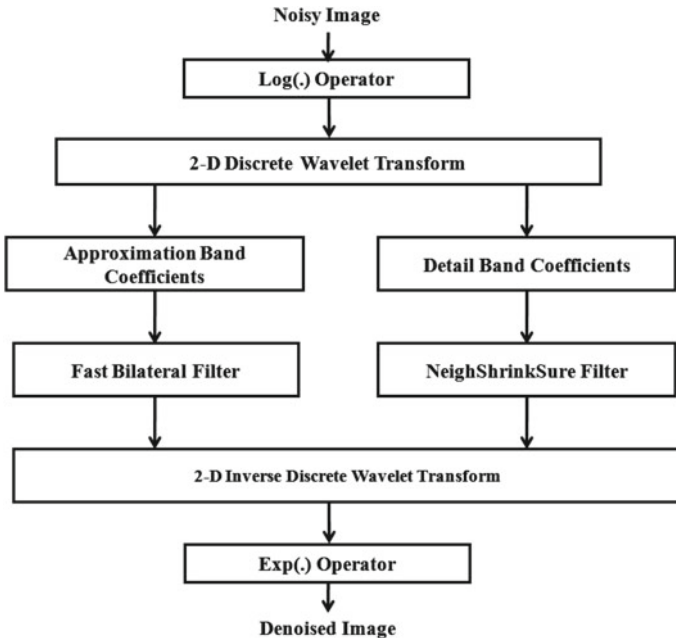 Noisy Image
Log(.) Operator
2-D Discrete Wavelet Transform
Approximation Band
Coefficients
Detail Band Coefficients
Fast Bilateral Filter
NeighShrinkSure Filter
2-D Inverse Discrete Wavelet Transform
Exp(.) Operator
Denoised Image